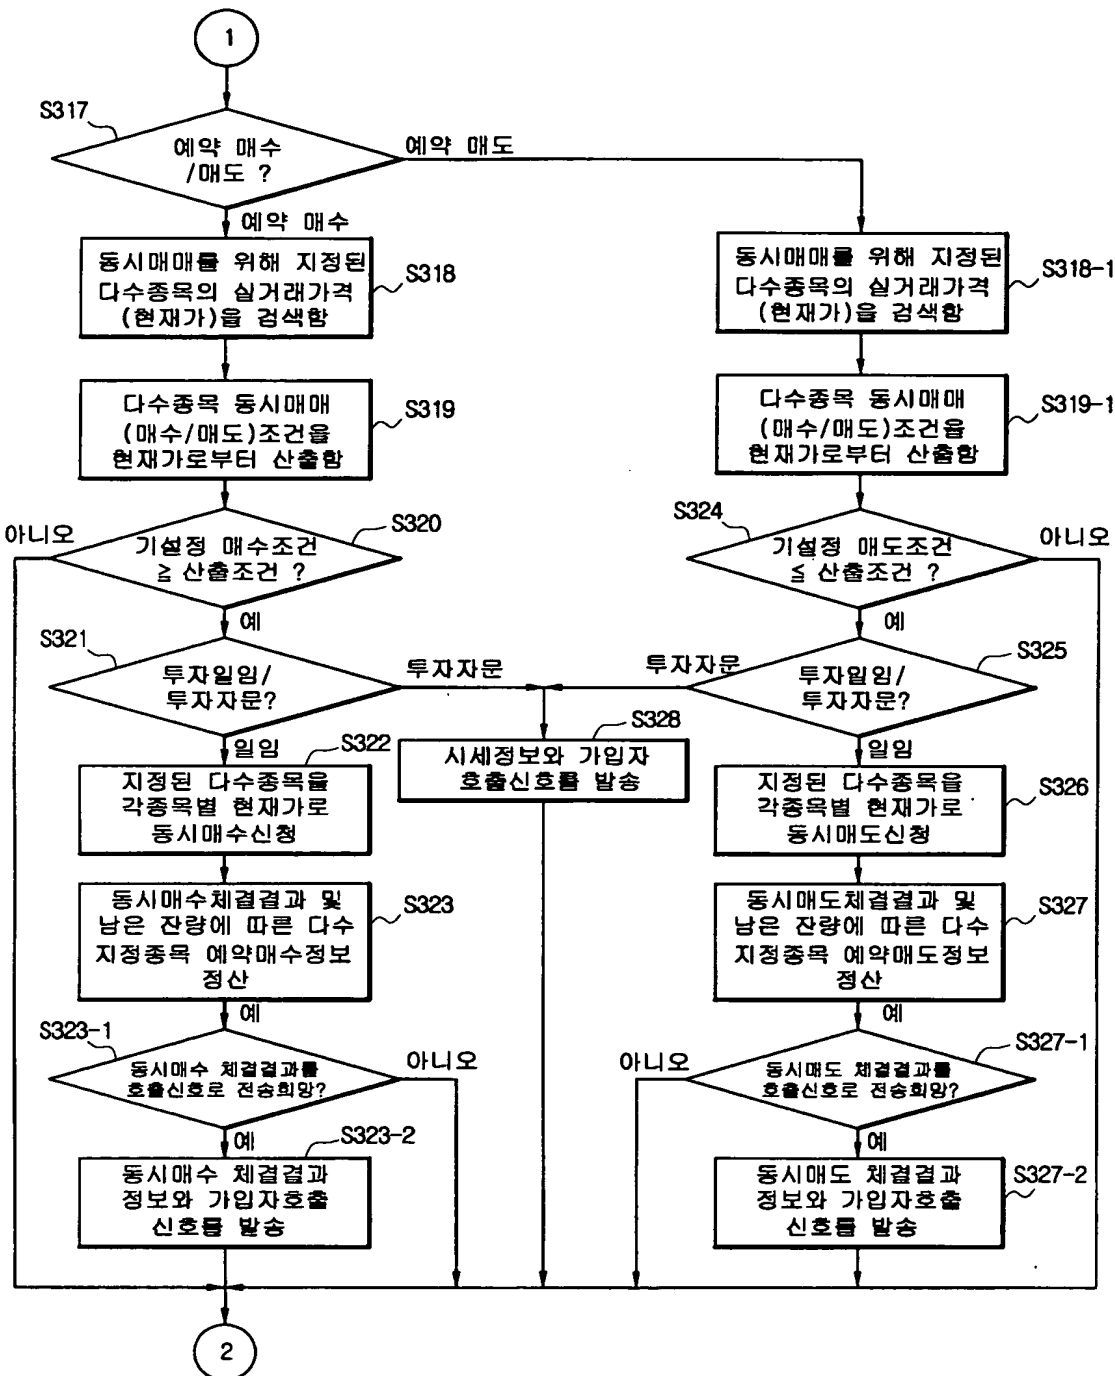 1
S317
예약 매수
/매도 ?
예약 매도
예약 매수
동시매매를 위해 지정된
다수종목의 실거래가격
(현재가)을 검색함
S318
동시매매를 위해 지정된
다수종목의 실거래가격
(현재가)을 검색함
S318-1
다수종목 동시매매
(매수/매도)조건을
현재가로부터 산출함
S319
다수종목 동시매매
(매수/매도)조건을
현재가로부터 산출함
S319-1
아니오
S320
기설정 매수조건
≧ 산출조건 ?
예
S324
기설정 매도조건
≦ 산출조건 ?
아니오
예
S321
투자일임/
투자자문?
투자자문
일임
투자자문
S325
투자일임/
투자자문?
일임
S328
시세정보와 가입자
호출신호를 발송
S322
지정된 다수종목을
각종목별 현재가로
동시매수신청
지정된 다수종목을
각종목별 현재가로
동시매도신청
S326
동시매수체결결과 및
남은 잔량에 따른 다수
지정종목 예약매수정보
정산
S323
예
동시매도체결결과 및
남은 잔량에 따른 다수
지정종목 예약매도정보
정산
S327
예
S323-1
동시매수 체결결과를
호출신호로 전송희망?
아니오
예
아니오
S327-1
동시매도 체결결과를
호출신호로 전송희망?
예
S323-2
동시매수 체결결과
정보와 가입자호출
신호를 발송
동시매도 체결결과
정보와 가입자호출
신호를 발송
S327-2
2